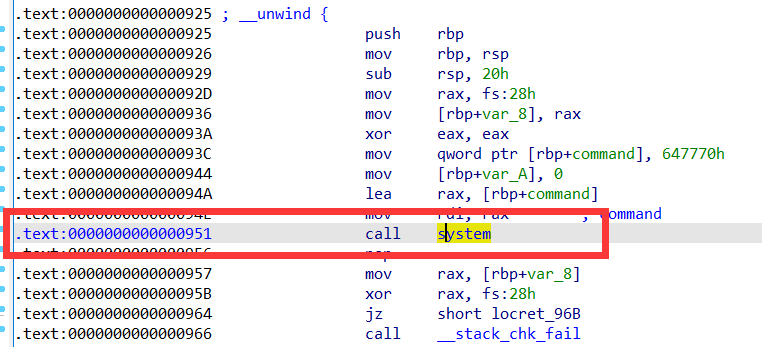 .text:0000000000000925 ; __unwind {
.text:0000000000000925 push rbp
.text:0000000000000926 mov rbp, rsp
.text:0000000000000929 sub rsp, 20h
.text:000000000000092D mov rax, fs:28h
.text:0000000000000936 mov [rbp+var_8], rax
.text:000000000000093A xor eax, eax
.text:000000000000093C mov qword ptr [rbp+command], 647770h
.text:0000000000000944 mov [rbp+var_A], 0
.text:000000000000094A lea rax, [rbp+command]
.text:000000000000094E mov rdi, rax ; command
.text:0000000000000951 call system
.text:0000000000000956 nop
.text:0000000000000957 mov rax, [rbp+var_8]
.text:000000000000095B xor rax, fs:28h
.text:0000000000000964 jz short locret_96B
.text:0000000000000966 call __stack_chk_fail